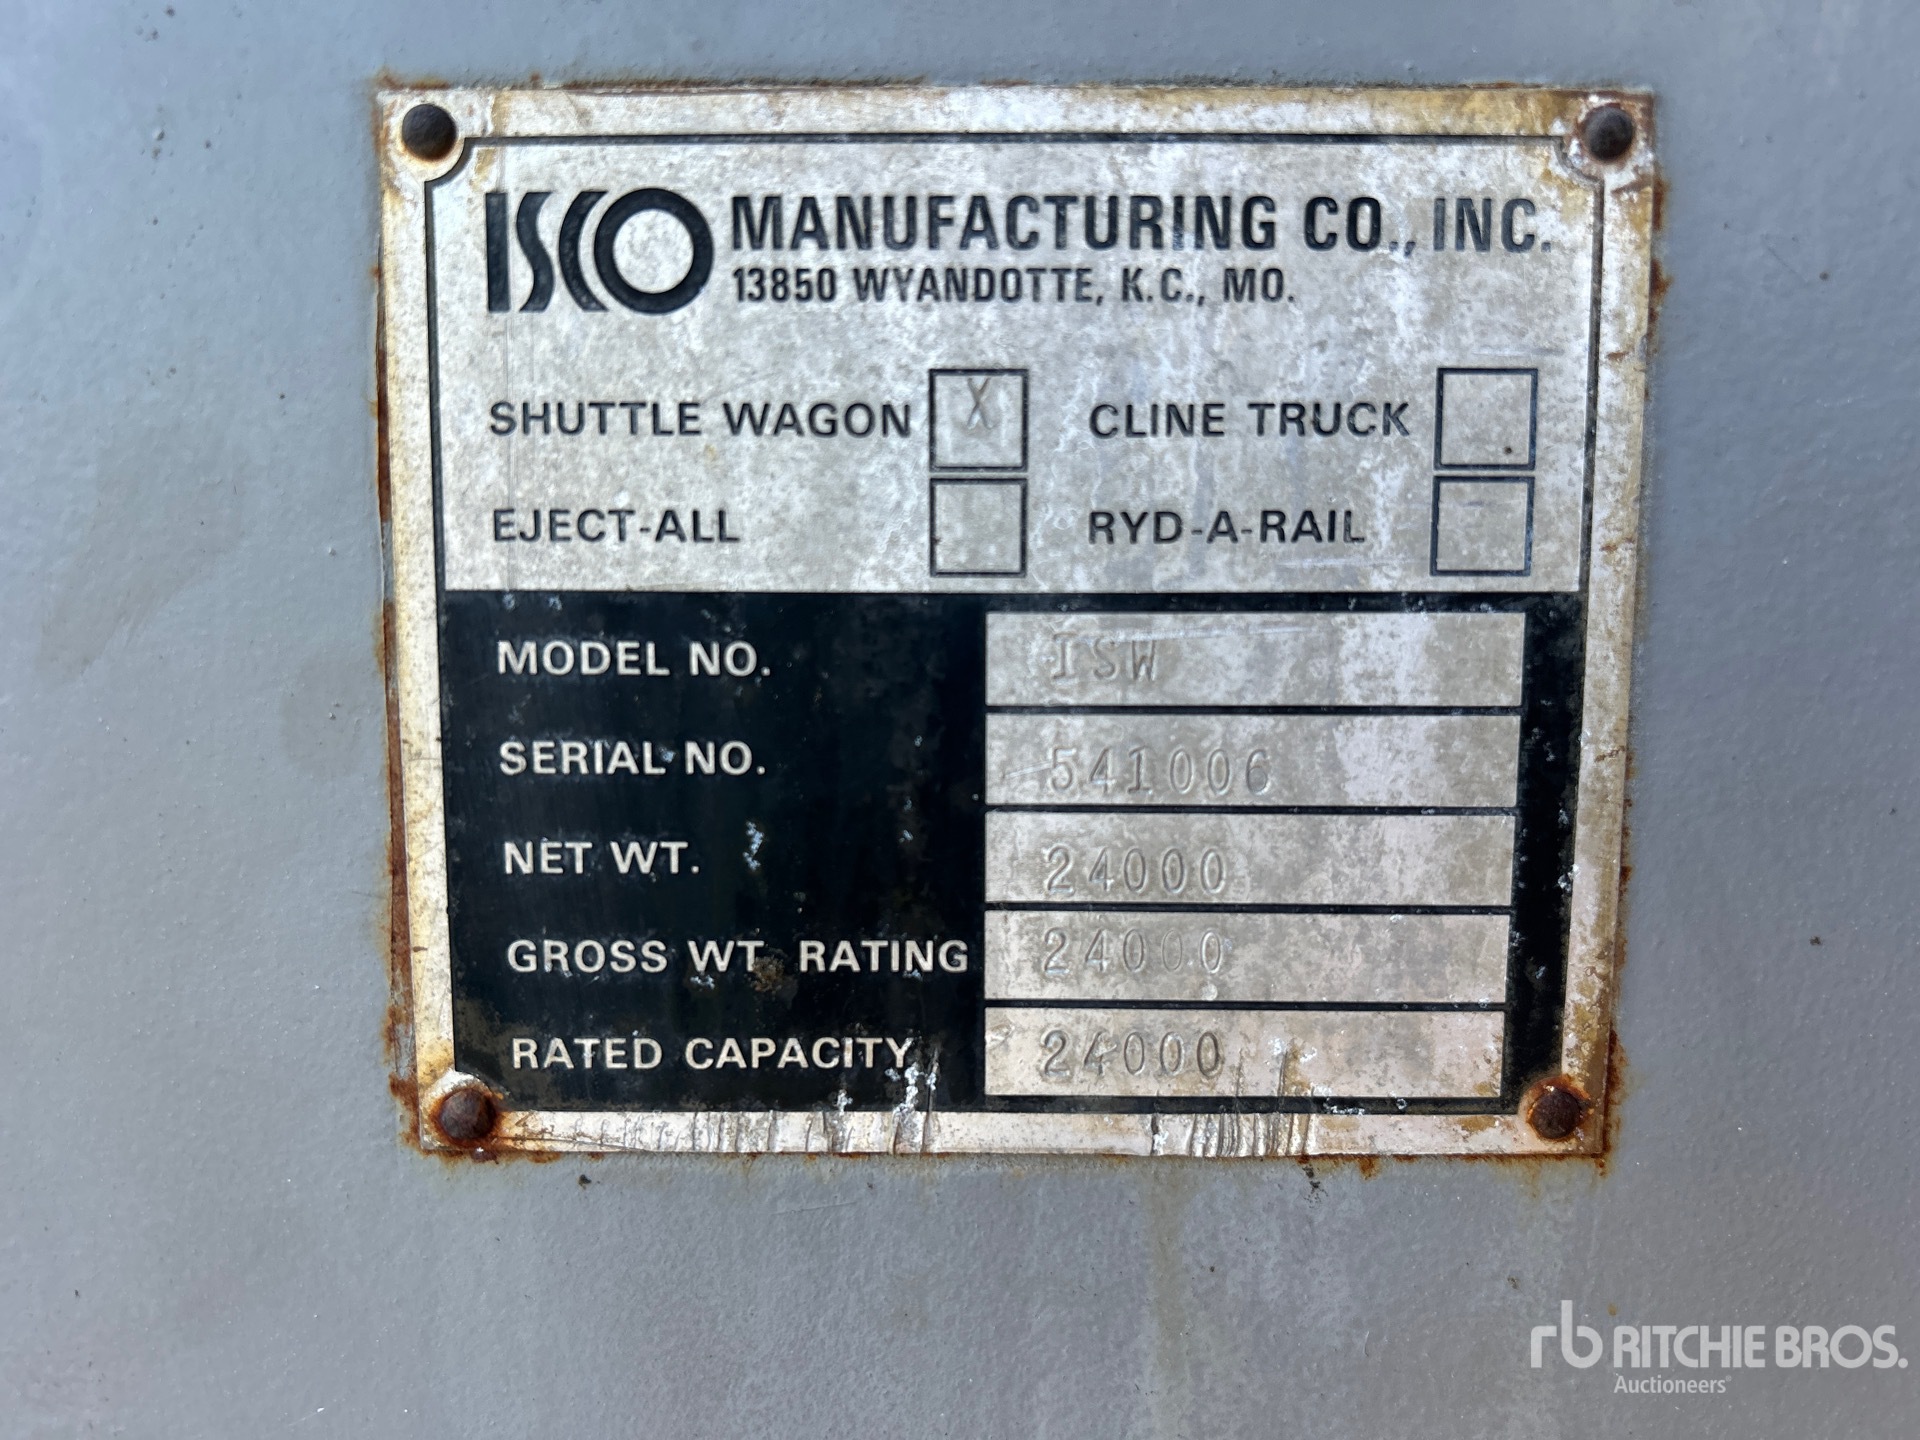 ISCO MANUFACTURING CO., INC.
13850 WYANDOTTE, K.C., MO.
SHUTTLE WAGON X CLINE TRUCK
EJECT-ALL RYD-A-RAIL
MODEL NO. ISW
SERIAL NO. 541006
NET WT. 24000
GROSS WT. RATING 24000
RATED CAPACITY 24000
rb RITCHIE BROS.
Auctioneers